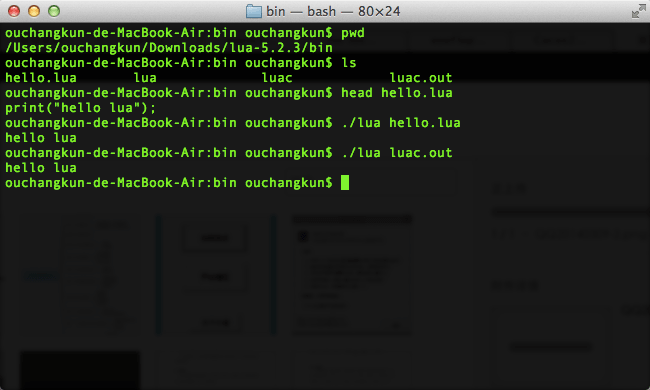 bin — bash — 80×24
ouchangkun-de-MacBook-Air:bin ouchangkun$ pwd
/Users/ouchangkun/Downloads/lua-5.2.3/bin
ouchangkun-de-MacBook-Air:bin ouchangkun$ ls
hello.lua lua luac luac.out
ouchangkun-de-MacBook-Air:bin ouchangkun$ head hello.lua
print("hello lua");
ouchangkun-de-MacBook-Air:bin ouchangkun$ ./lua hello.lua
hello lua
ouchangkun-de-MacBook-Air:bin ouchangkun$ ./lua luac.out
hello lua
ouchangkun-de-MacBook-Air:bin ouchangkun$